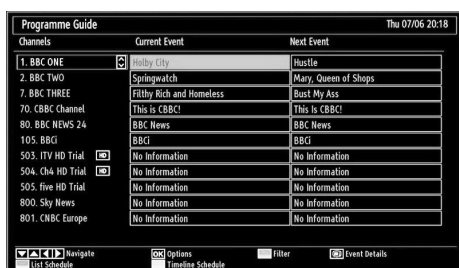 Programme Guide Thu 07/06 20:18
Channels Current Event Next Event
1. BBC ONE Holby City Hustle
2. BBC TWO Springwatch Mary, Queen of Shops
7. BBC THREE Filthy Rich and Homeless Bust My Ass
70. CBBC Channel This is CBBC! This Is CBBC!
80. BBC NEWS 24 BBC News BBC News
105. BBCi BBCi BBCi
503. ITV HD Trial HD No Information No Information
504. Ch4 HD Trial HD No Information No Information
505. five HD Trial No Information No Information
800. Sky News No Information No Information
801. CNBC Europe No Information No Information
Navigate OK Options Filter Event Details
List Schedule Timeline Schedule